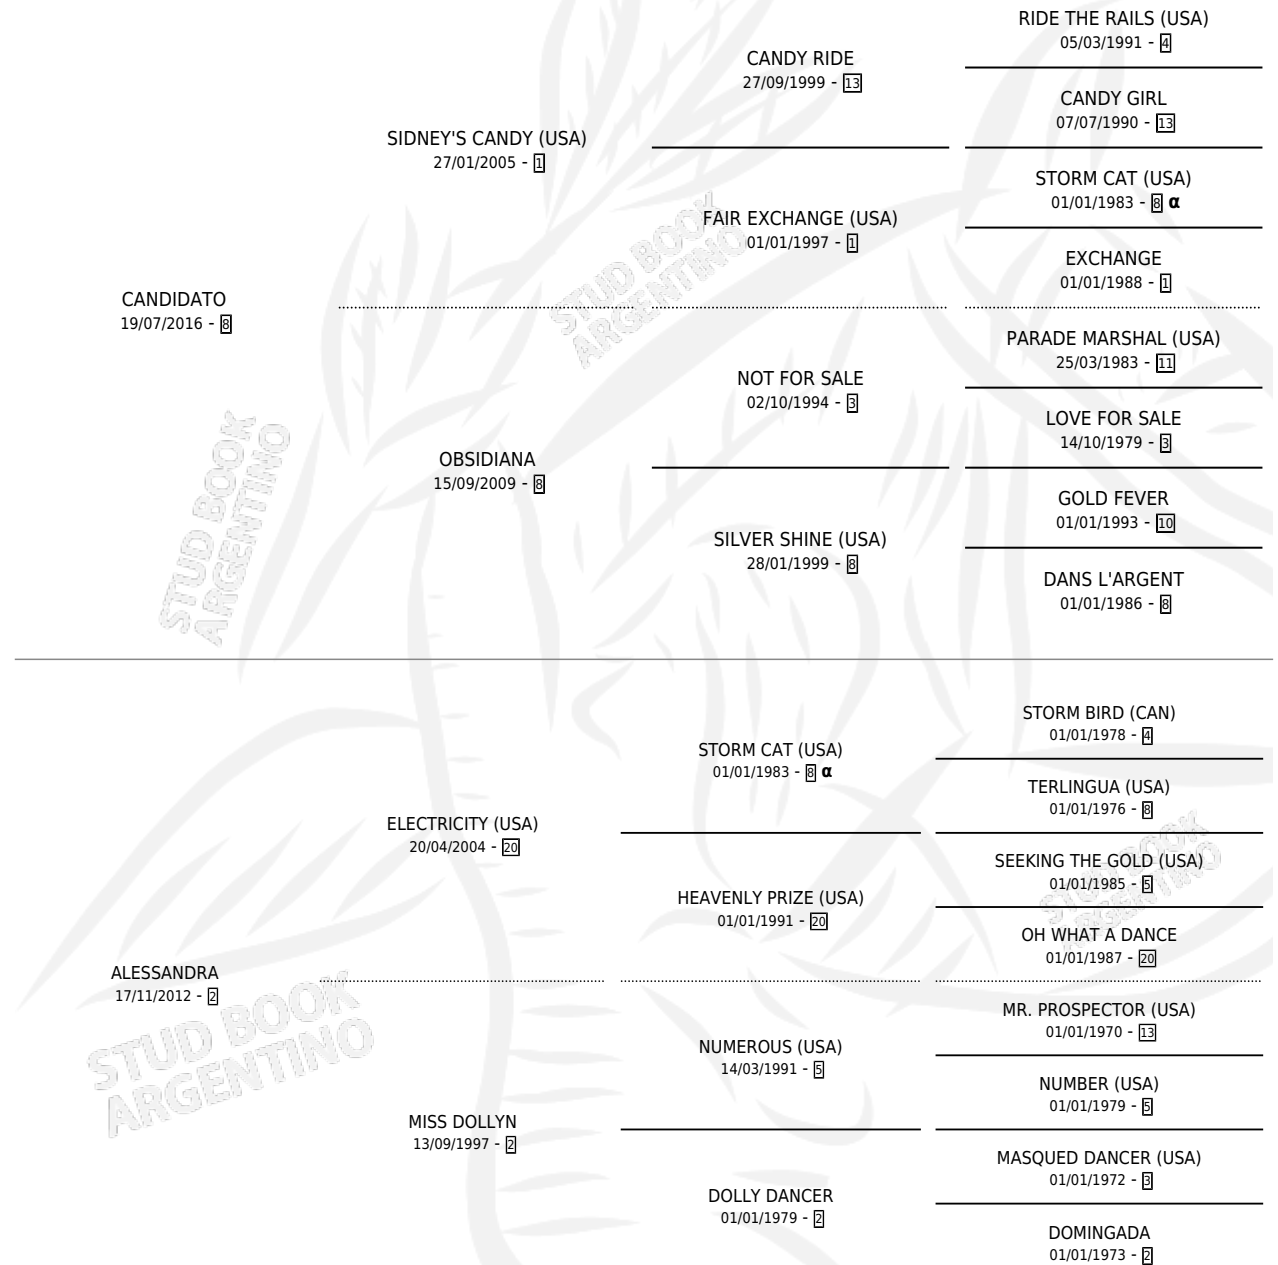 RIDE THE RAILS (USA)
05/03/1991 - 4
CANDY RIDE
27/09/1999 - 13
CANDY GIRL
07/07/1990 - 13
SIDNEY'S CANDY (USA)
27/01/2005 - 1
STORM CAT (USA)
01/01/1983 - 8 α
FAIR EXCHANGE (USA)
01/01/1997 - 1
EXCHANGE
01/01/1988 - 1
CANDIDATO
19/07/2016 - 8
PARADE MARSHAL (USA)
25/03/1983 - 11
NOT FOR SALE
02/10/1994 - 3
LOVE FOR SALE
14/10/1979 - 3
OBSIDIANA
15/09/2009 - 8
GOLD FEVER
01/01/1993 - 10
SILVER SHINE (USA)
28/01/1999 - 8
DANS L'ARGENT
01/01/1986 - 8
STORM BIRD (CAN)
01/01/1978 - 4
STORM CAT (USA)
01/01/1983 - 8 α
TERLINGUA (USA)
01/01/1976 - 8
ELECTRICITY (USA)
20/04/2004 - 20
SEEKING THE GOLD (USA)
01/01/1985 - 5
HEAVENLY PRIZE (USA)
01/01/1991 - 20
OH WHAT A DANCE
01/01/1987 - 20
ALESSANDRA
17/11/2012 - 2
MR. PROSPECTOR (USA)
01/01/1970 - 13
NUMEROUS (USA)
14/03/1991 - 5
NUMBER (USA)
01/01/1979 - 5
MISS DOLLYN
13/09/1997 - 2
MASQUED DANCER (USA)
01/01/1972 - 3
DOLLY DANCER
01/01/1979 - 2
DOMINGADA
01/01/1973 - 2
STUD BOOK
ARGENTINO
STUD BOOK
ARGENTINO
STUD BOOK
ARGENTINO
STUD BOOK
ARGENTINO